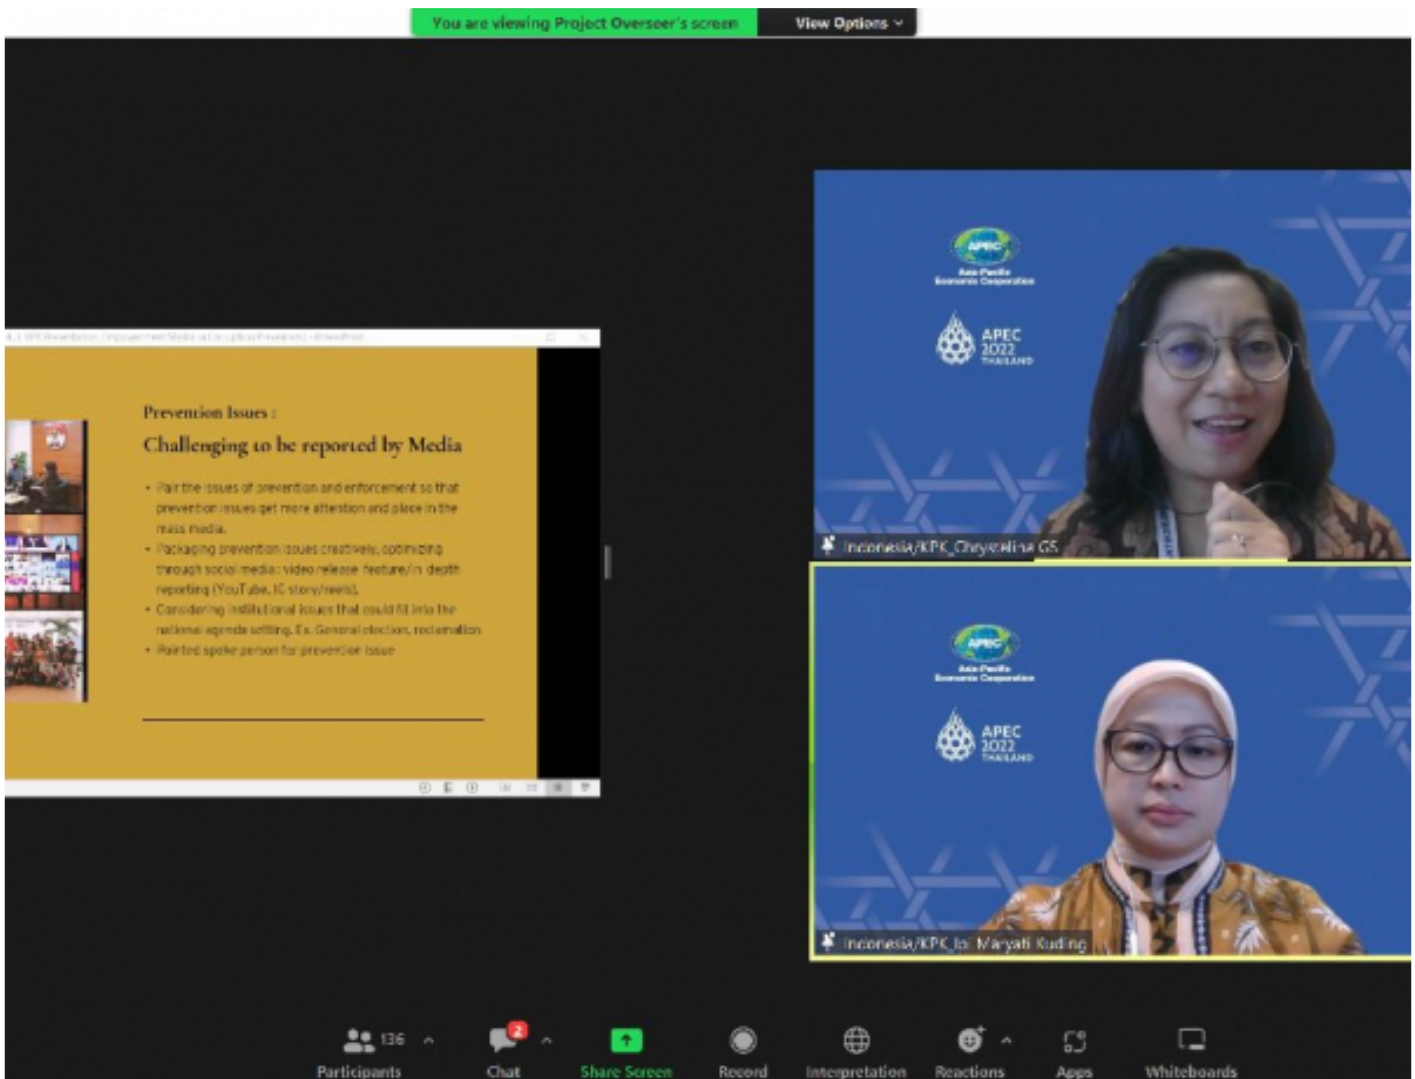 You are viewing Project Overseer's screen
View Options
Prevention Issues :
Challenging to be reported by Media
• Pair the issues of prevention and enforcement so that
prevention issues get more attention and place in the
mass media.
• Packaging prevention issues creatively, optimizing
through social media: video release feature/in depth
reporting (YouTube, IG story/reels).
• Considering institutional issues that could fit into the
national agenda setting. Ex. General election, reclamation
• Pointed spoke person for prevention issue
APEC
Asia-Pacific
Economic Cooperation
APEC
2022
THAILAND
Indonesia/KPK_Chrystelina GS
APEC
Asia-Pacific
Economic Cooperation
APEC
2022
THAILAND
Indonesia/KPK_Ipi Maryati Kuding
136
2
Participants
Chat
Share Screen
Record
Interpretation
Reactions
Apps
Whiteboards